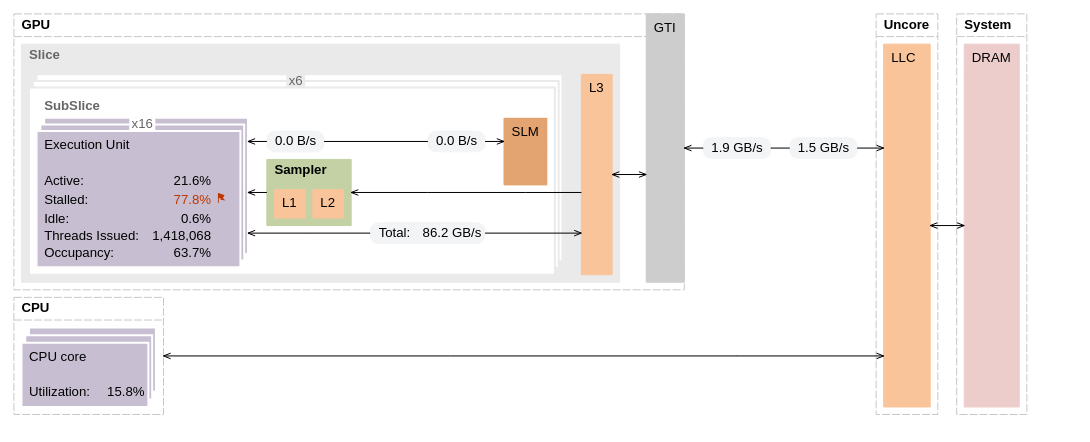 GPU
GTI
Uncore
System
Slice
LLC
DRAM
x6
L3
SubSlice
x16
Execution Unit
0.0 B/s
0.0 B/s
SLM
1.9 GB/s
1.5 GB/s
Sampler
Active: 21.6%
Stalled: 77.8%
L1
L2
Idle: 0.6%
Threads Issued: 1,418,068
Total: 86.2 GB/s
Occupancy: 63.7%
CPU
CPU core
Utilization: 15.8%